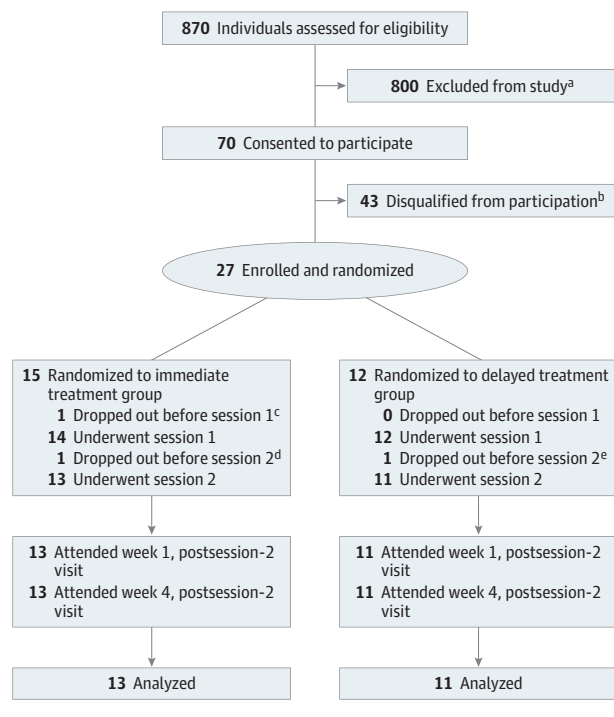 870 Individuals assessed for eligibility
800 Excluded from studyᵃ
70 Consented to participate
43 Disqualified from participationᵇ
27 Enrolled and randomized
15 Randomized to immediate
treatment group
1 Dropped out before session 1ᶜ
14 Underwent session 1
1 Dropped out before session 2ᵈ
13 Underwent session 2
12 Randomized to delayed treatment
group
0 Dropped out before session 1
12 Underwent session 1
1 Dropped out before session 2ᵉ
11 Underwent session 2
13 Attended week 1, postsession-2
visit
13 Attended week 4, postsession-2
visit
11 Attended week 1, postsession-2
visit
11 Attended week 4, postsession-2
visit
13 Analyzed
11 Analyzed